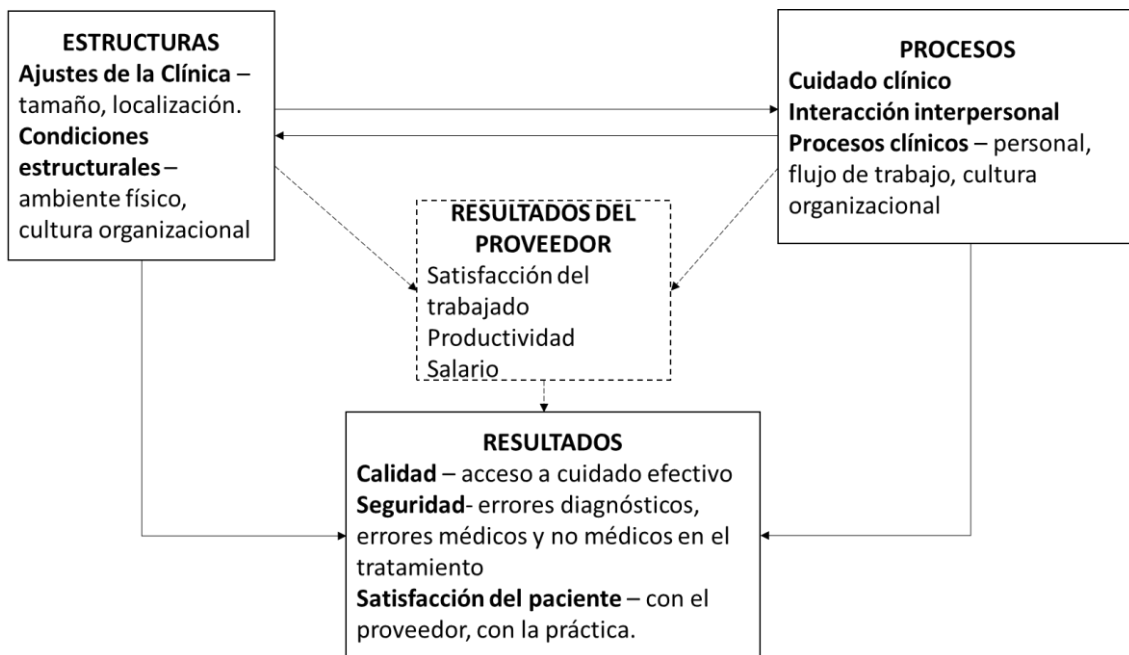 ESTRUCTURAS
Ajustes de la Clínica –
tamaño, localización.
Condiciones
estructurales –
ambiente físico,
cultura organizacional
PROCESOS
Cuidado clínico
Interacción interpersonal
Procesos clínicos – personal,
flujo de trabajo, cultura
organizacional
RESULTADOS DEL
PROVEEDOR
Satisfacción del
trabajado
Productividad
Salario
RESULTADOS
Calidad – acceso a cuidado efectivo
Seguridad- errores diagnósticos,
errores médicos y no médicos en el
tratamiento
Satisfacción del paciente – con el
proveedor, con la práctica.